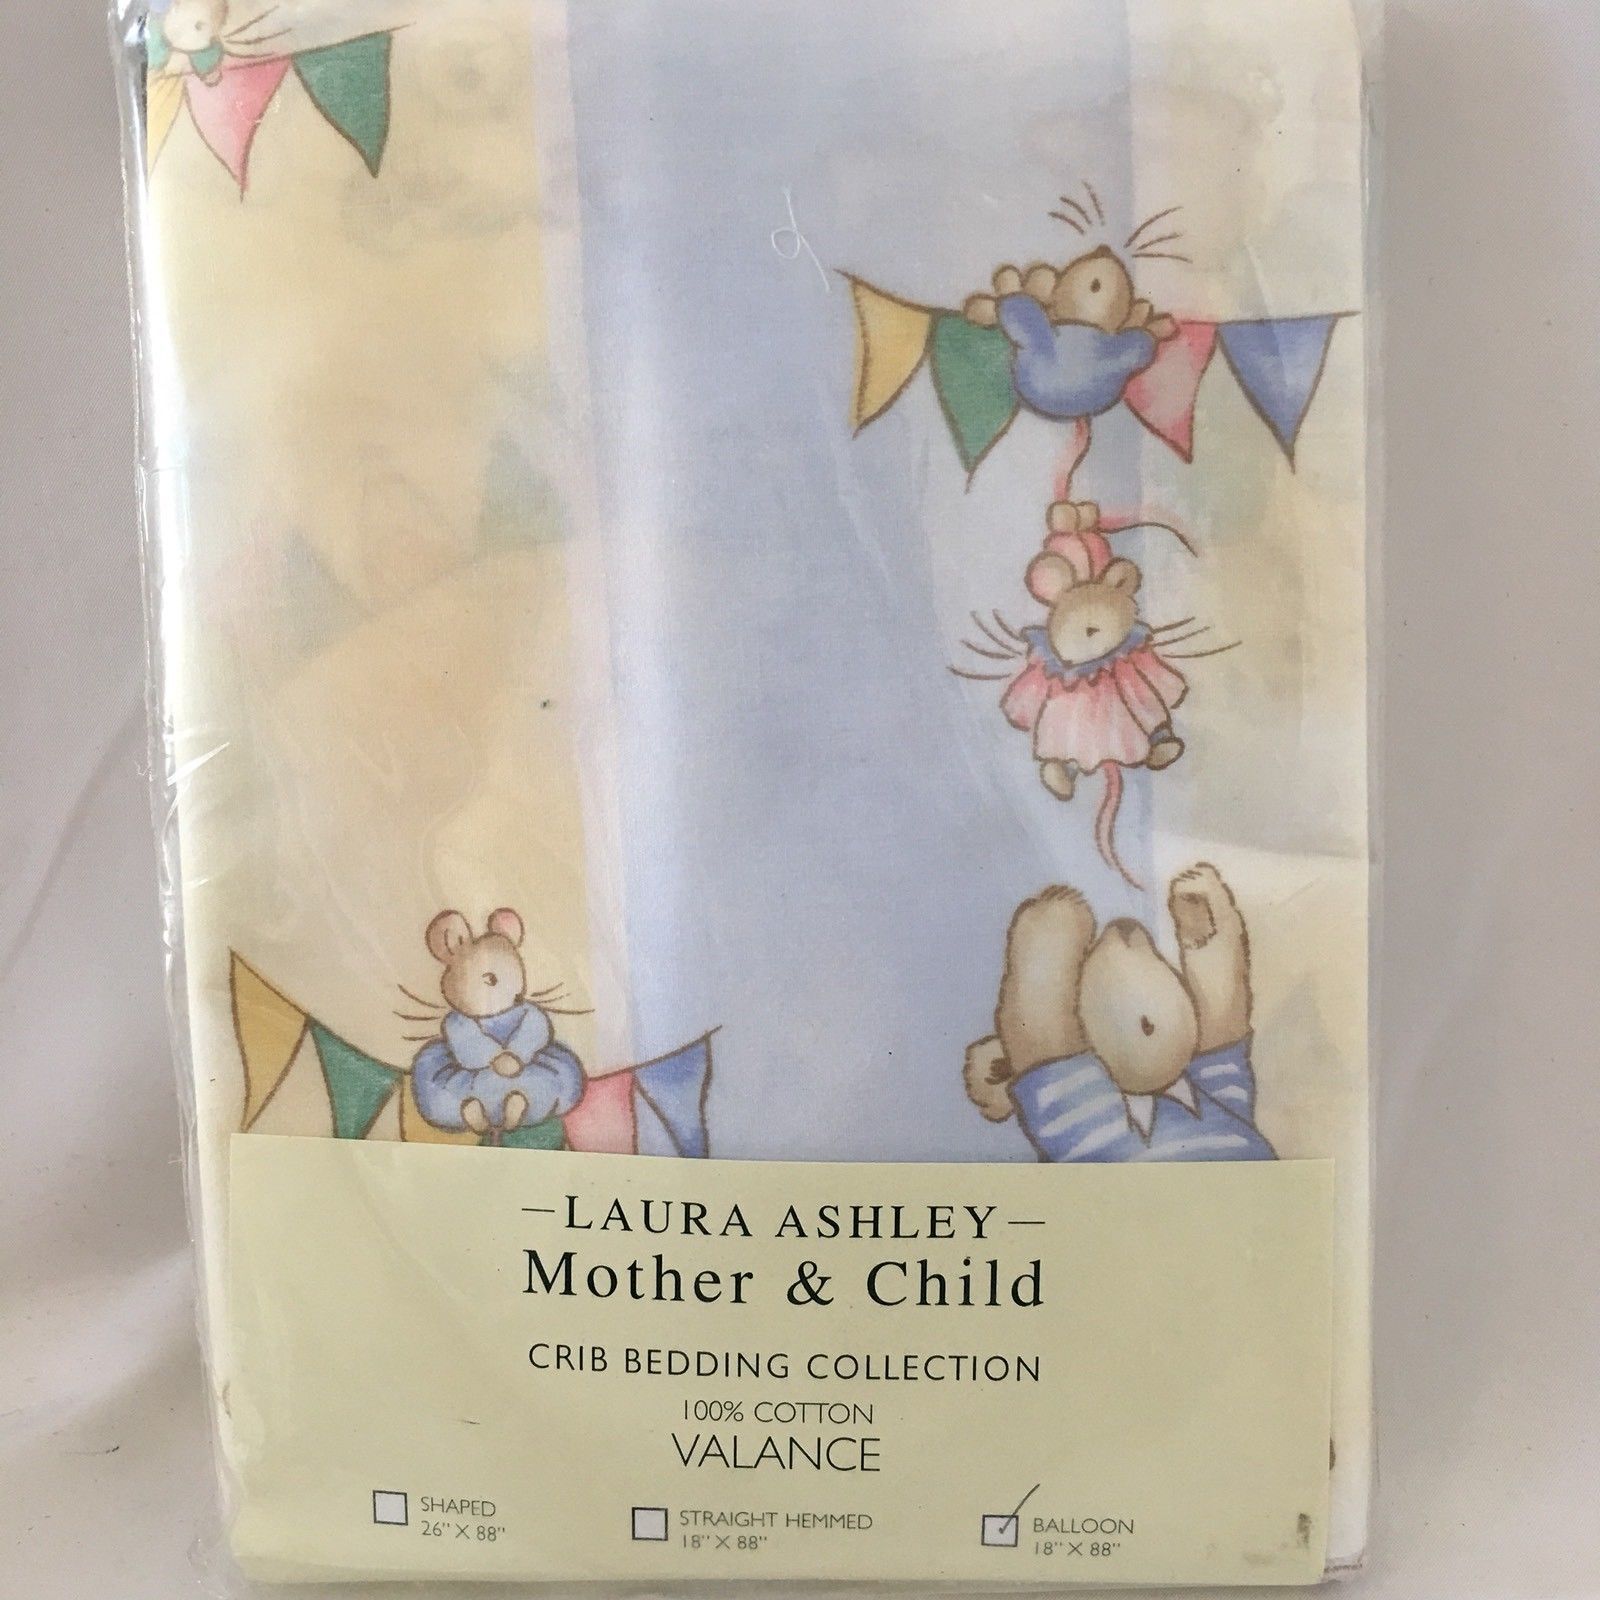 —LAURA ASHLEY—
Mother & Child
CRIB BEDDING COLLECTION
100% COTTON
VALANCE
SHAPED
26" X 88"
STRAIGHT HEMMED
18" X 88"
BALLOON
18" X 88"